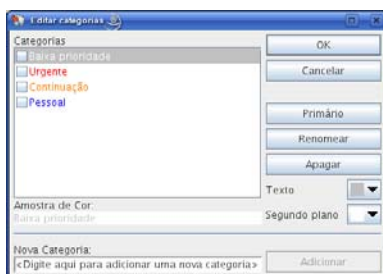 Editar categorias
Categorias
Baixa prioridade
Urgente
Continuação
Pessoal
OK
Cancelar
Primário
Renomear
Apagar
Texto
Segundo plano
Amostra de Cor:
Baixa prioridade
Nova Categoria:
<Digite aqui para adicionar uma nova categoria>
Adicionar